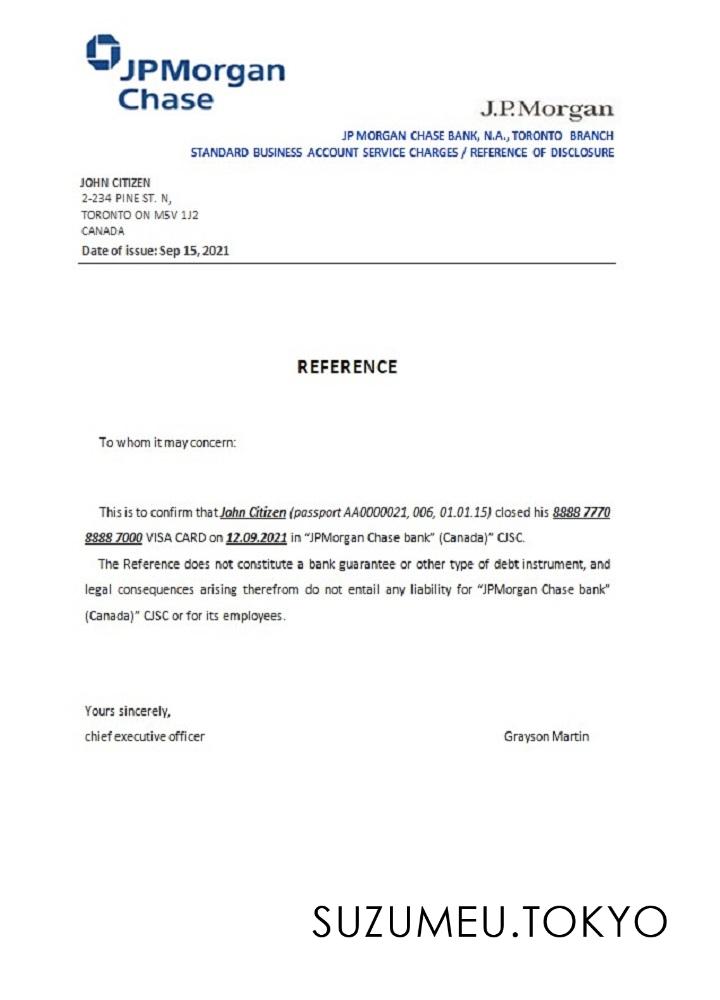 JPMorgan
Chase
J.P.Morgan
JP MORGAN CHASE BANK, N.A., TORONTO BRANCH
STANDARD BUSINESS ACCOUNT SERVICE CHARGES / REFERENCE OF DISCLOSURE
JOHN CITIZEN
2-234 PINE ST. N,
TORONTO ON M5V 1J2
CANADA
Date of issue: Sep 15, 2021
REFERENCE
To whom it may concern:
This is to confirm that John Citizen (passport AA0000021, 006, 01.01.15) closed his 8888 7770
8888 7000 VISA CARD on 12.09.2021 in “JPMorgan Chase bank” (Canada)” CJSC.
The Reference does not constitute a bank guarantee or other type of debt instrument, and
legal consequences arising therefrom do not entail any liability for “JPMorgan Chase bank”
(Canada)” CJSC or for its employees.
Yours sincerely,
chief executive officer Grayson Martin
SUZUMEU.TOKYO